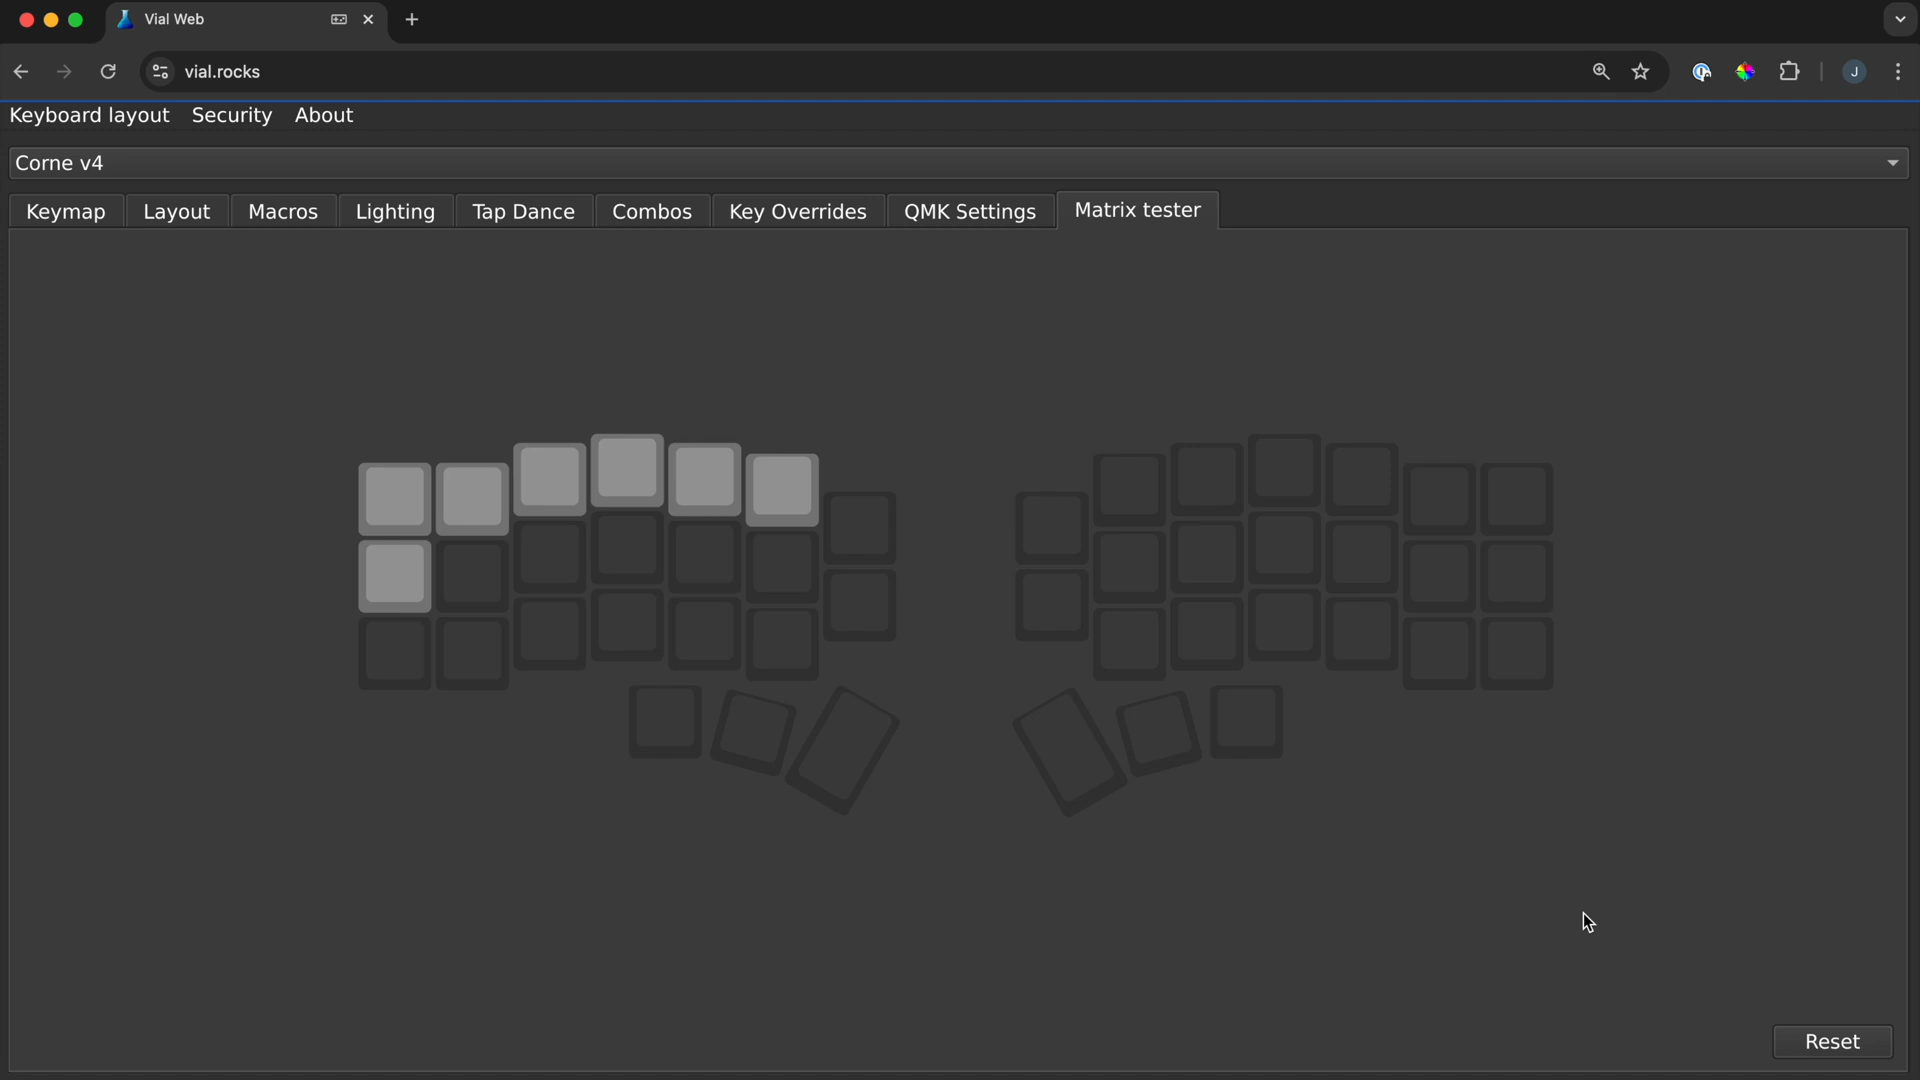 Vial Web
vial.rocks
J
Keyboard layout Security About
Corne v4
Keymap Layout Macros Lighting Tap Dance Combos Key Overrides QMK Settings Matrix tester
Reset